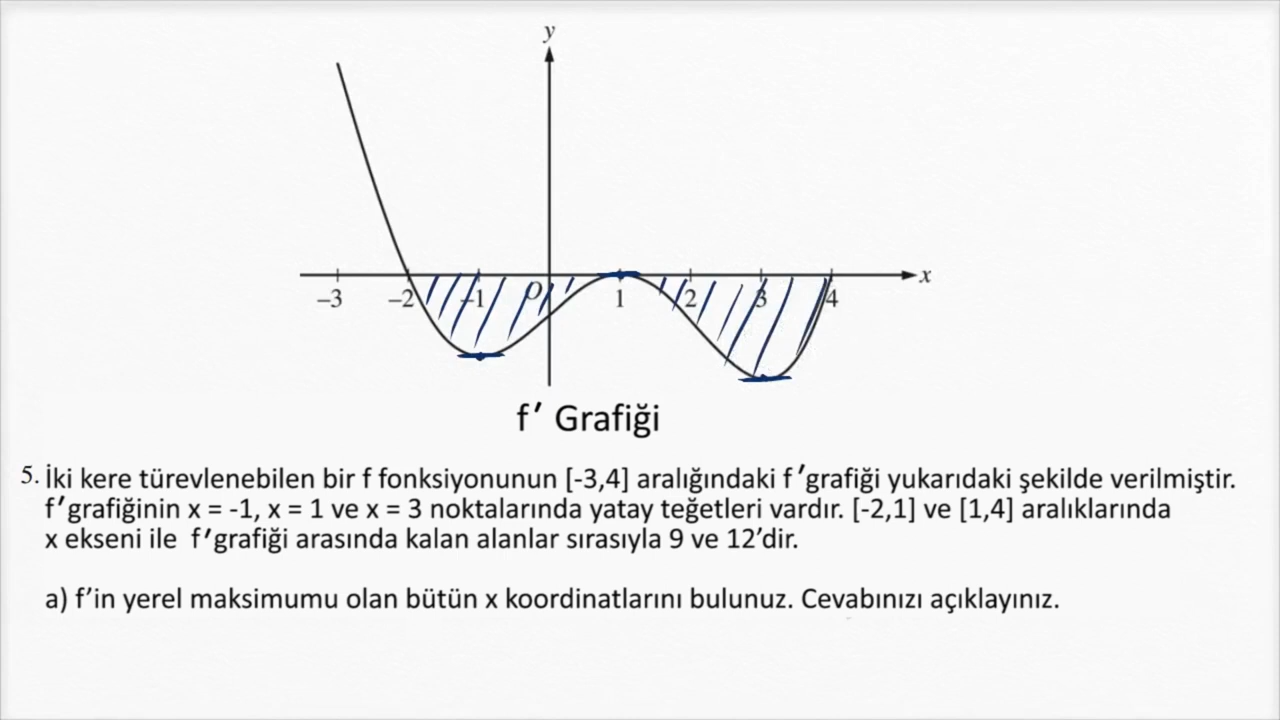 y
x
–3 –2 –1 O 1 2 3 4
f′ Grafiği
5. İki kere türevlenebilen bir f fonksiyonunun [-3,4] aralığındaki f′grafiği yukarıdaki şekilde verilmiştir.
f′grafiğinin x = -1, x = 1 ve x = 3 noktalarında yatay teğetleri vardır. [-2,1] ve [1,4] aralıklarında
x ekseni ile f′grafiği arasında kalan alanlar sırasıyla 9 ve 12’dir.
a) f’in yerel maksimumu olan bütün x koordinatlarını bulunuz. Cevabınızı açıklayınız.